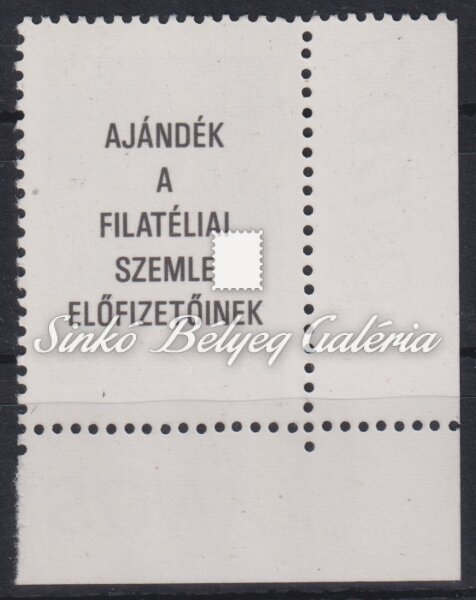 AJÁNDÉK
A
FILATÉLIAI
SZEMLE
ELŐFIZETŐINEK
Sinkó Bélyeg Galéria